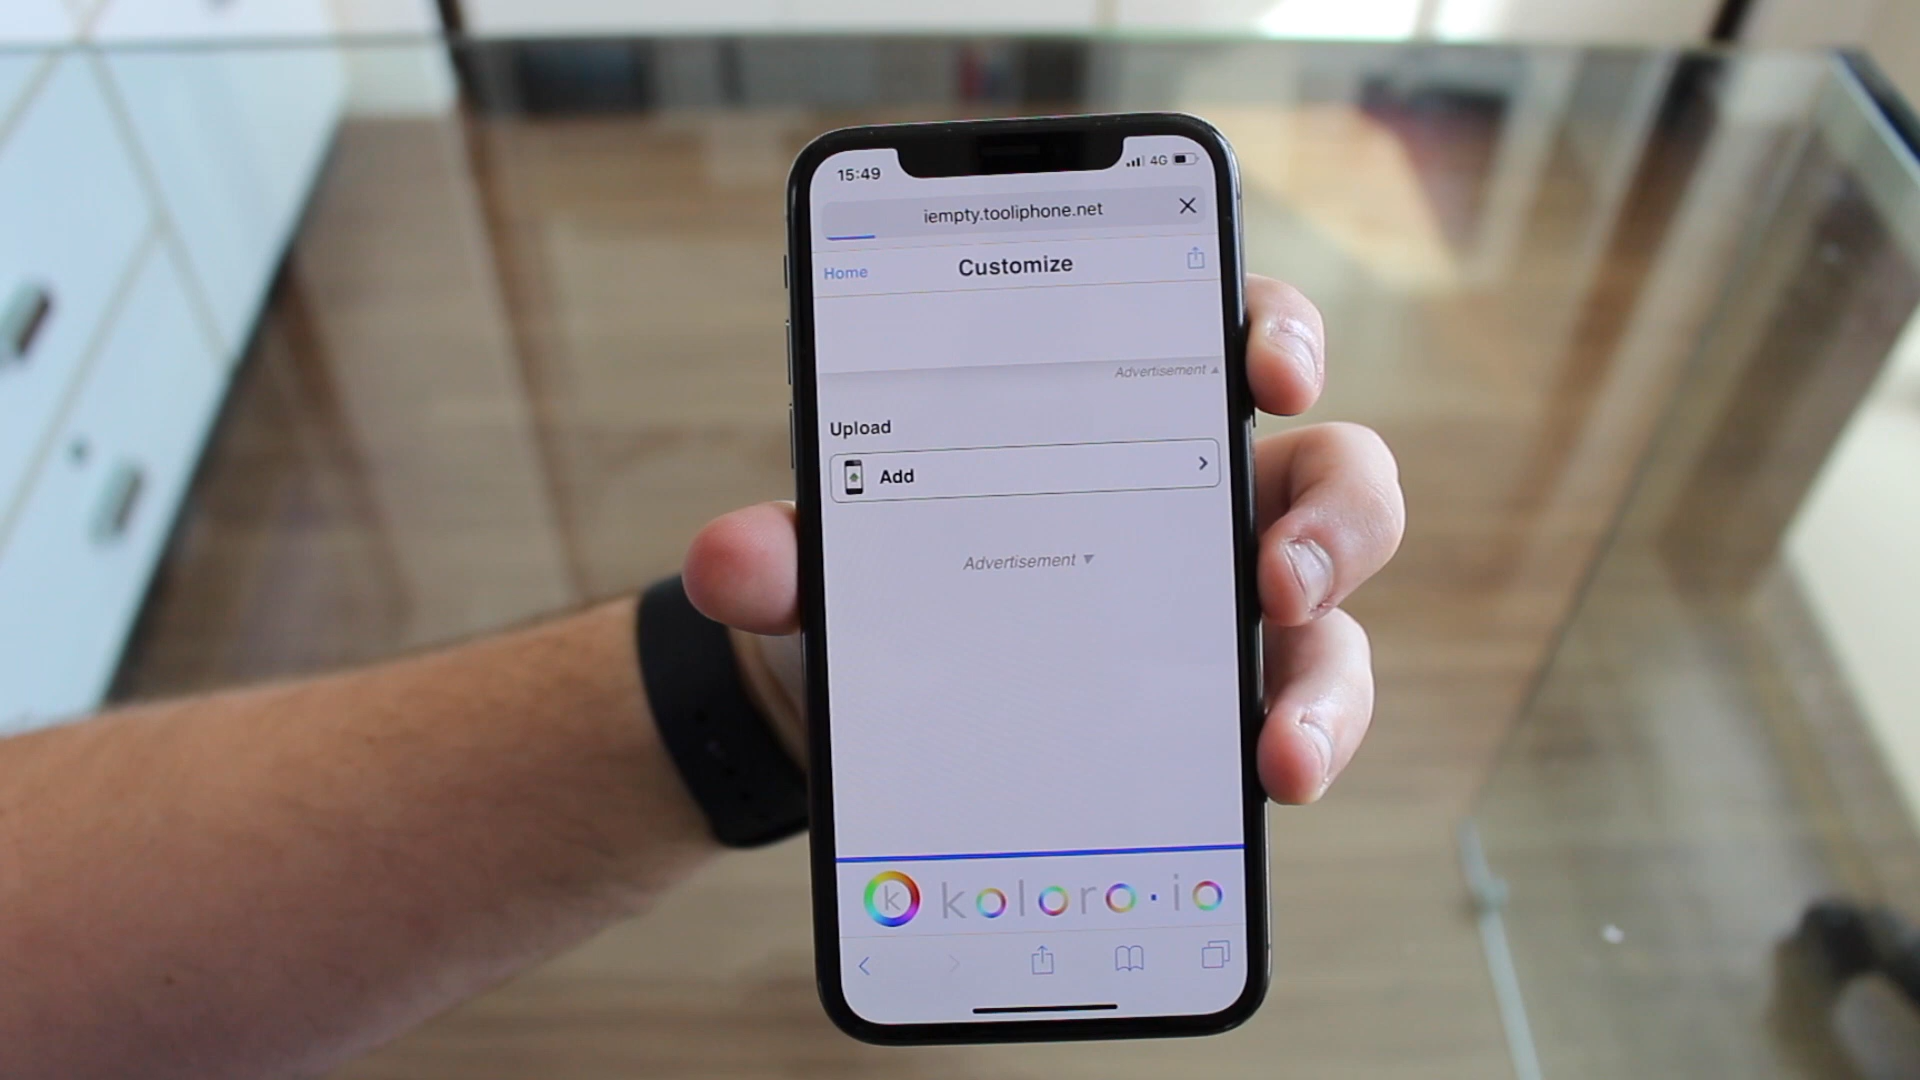 15:49 4G
iempty.tooliphone.net
Home Customize
Advertisement ▲
Upload
Add
Advertisement ▼
k koloro.io